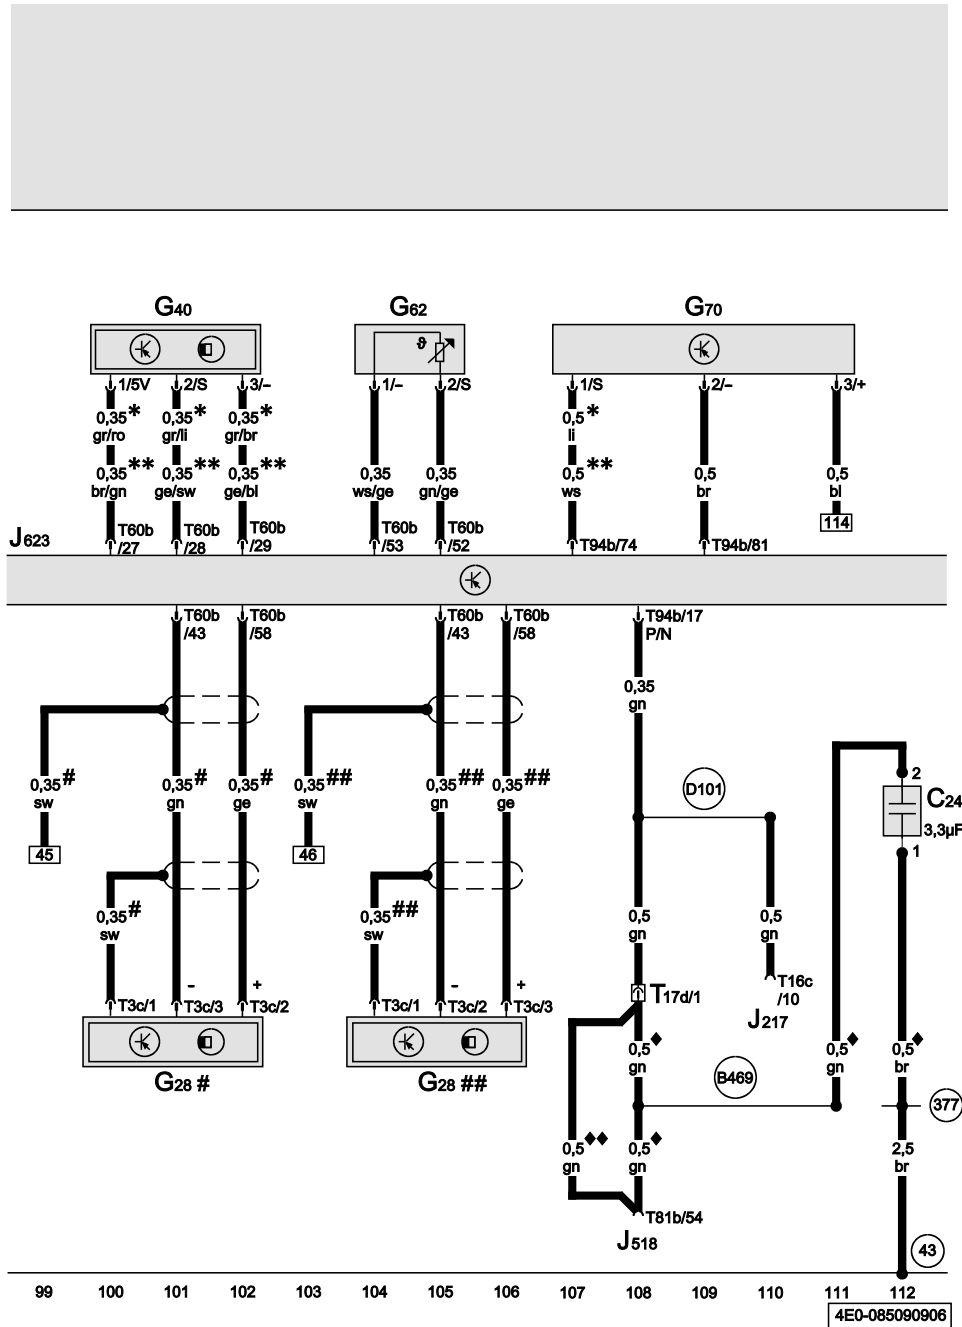 G40 G62 G70
1/5V 2/S 3/– 1/– 2/S 1/S 2/– 3/+
0,35* 0,35* 0,35* 0,5*
gr/ro gr/li gr/br li
0,35** 0,35** 0,35** 0,35 0,35 0,5** 0,5 0,5
br/gn ge/sw ge/bl ws/ge gn/ge ws br bl
114
J623
T60b/27 T60b/28 T60b/29 T60b/53 T60b/52 T94b/74 T94b/81
T60b/43 T60b/58 T60b/43 T60b/58 T94b/17
P/N
0,35
gn
0,35# 0,35# 0,35# 0,35## 0,35## 0,35##
sw gn ge sw gn ge
45 46
D101
2
C24
3,3µF
1
0,35# 0,35## 0,5 0,5
sw sw gn gn
– + – +
T16c/10
J217
T3c/1 T3c/3 T3c/2 T3c/1 T3c/2 T3c/3 T17d/1
G28 # G28 ##
0,5♦ 0,5♦ 0,5♦
gn gn br
B469
377
0,5♦♦ 0,5♦ 2,5
gn gn br
T81b/54
J518
43
99 100 101 102 103 104 105 106 107 108 109 110 111 112
4E0-085090906